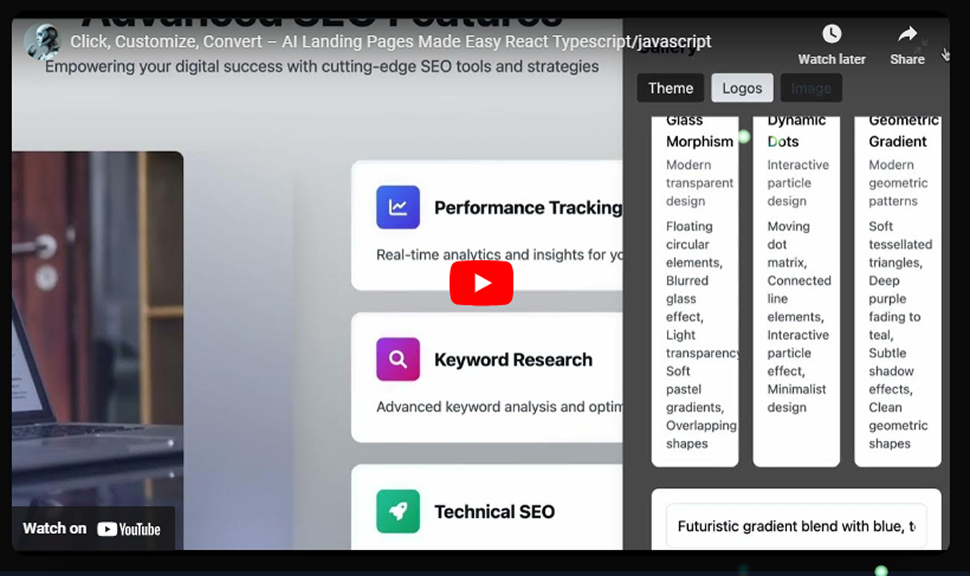 Advanced SEO Features
Click, Customize, Convert – AI Landing Pages Made Easy React Typescript/javascript
Watch later
Share
Empowering your digital success with cutting-edge SEO tools and strategies
Theme
Logos
Image
Performance Tracking
Real-time analytics and insights for yo
Keyword Research
Advanced keyword analysis and optim
Technical SEO
Glass
Morphism
Modern
transparent
design
Floating
circular
elements,
Blurred
glass
effect,
Light
transparency
Soft
pastel
gradients,
Overlapping
shapes
Dynamic
Dots
Interactive
particle
design
Moving
dot
matrix,
Connected
line
elements,
Interactive
particle
effect,
Minimalist
design
Geometric
Gradient
Modern
geometric
patterns
Soft
tessellated
triangles,
Deep
purple
fading to
teal,
Subtle
shadow
effects,
Clean
geometric
shapes
Futuristic gradient blend with blue, t
Watch on YouTube